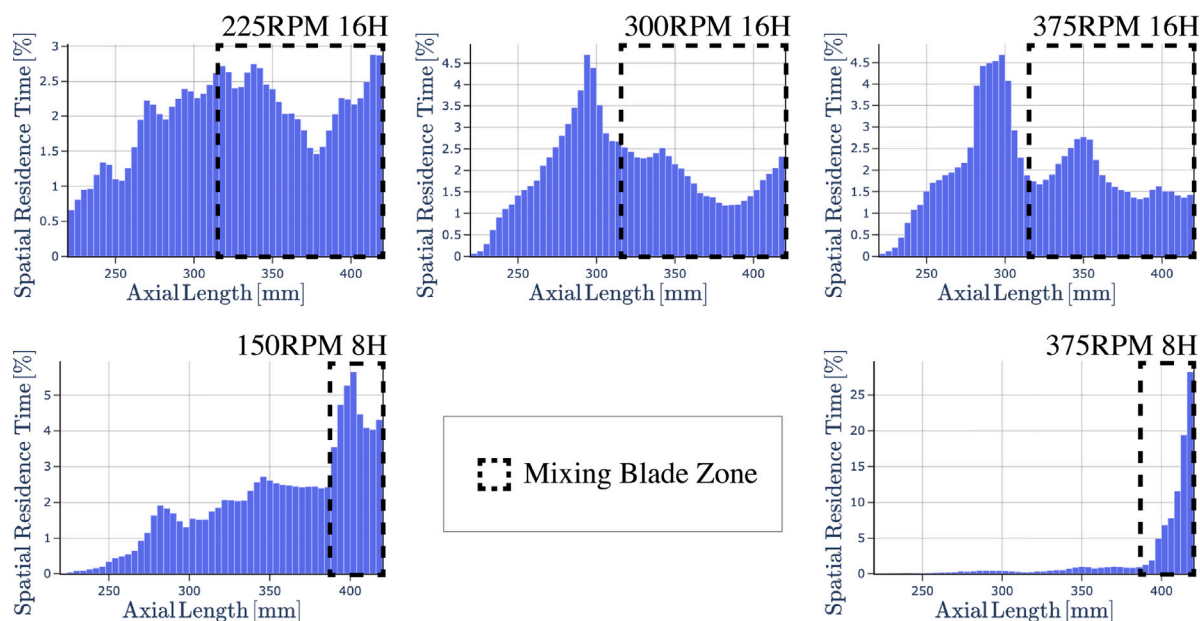 225RPM 16H
Spatial Residence Time [%]
3
2.5
2
1.5
1
0.5
0
250 300 350 400
Axial Length [mm]
300RPM 16H
Spatial Residence Time [%]
4.5
4
3.5
3
2.5
2
1.5
1
0.5
0
250 300 350 400
Axial Length [mm]
375RPM 16H
Spatial Residence Time [%]
4.5
4
3.5
3
2.5
2
1.5
1
0.5
0
250 300 350 400
Axial Length [mm]
150RPM 8H
Spatial Residence Time [%]
5
4
3
2
1
0
250 300 350 400
Axial Length [mm]
Mixing Blade Zone
375RPM 8H
Spatial Residence Time [%]
25
20
15
10
5
0
250 300 350 400
Axial Length [mm]